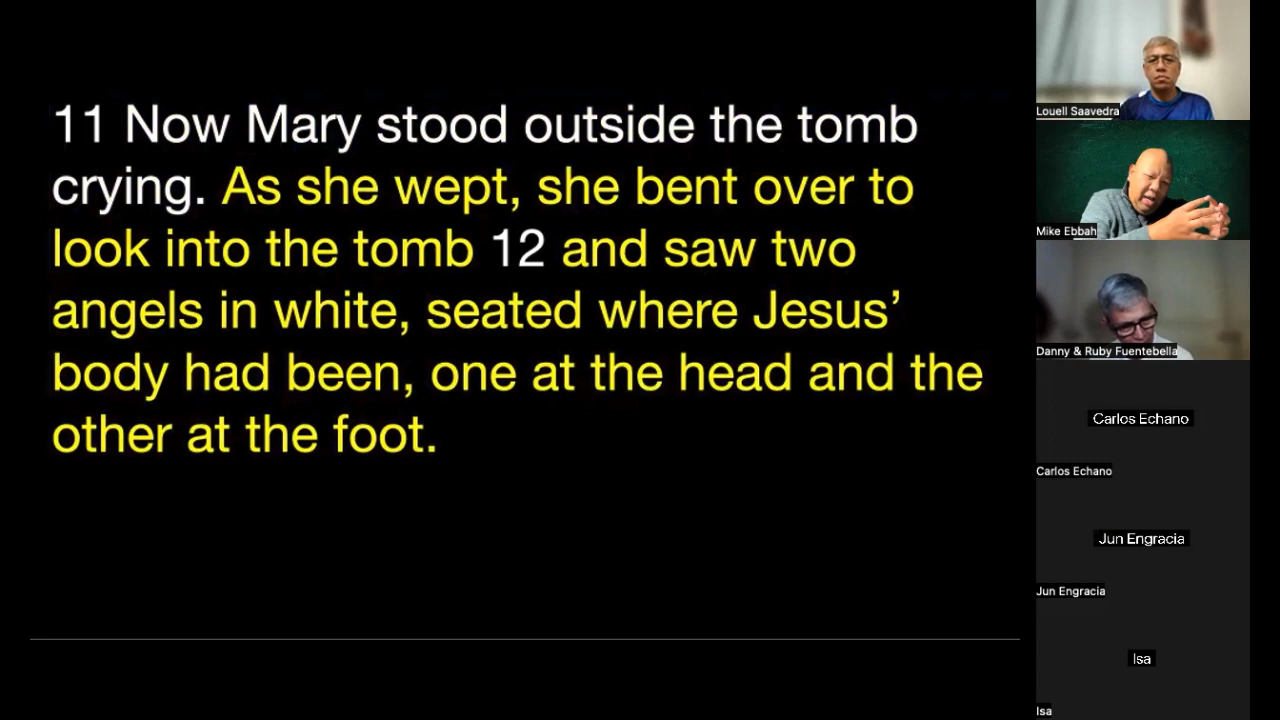 11 Now Mary stood outside the tomb
crying. As she wept, she bent over to
look into the tomb 12 and saw two
angels in white, seated where Jesus’
body had been, one at the head and the
other at the foot.
Louell Saavedra
Mike Ebbah
Danny & Ruby Fuentebella
Carlos Echano
Carlos Echano
Jun Engracia
Jun Engracia
Isa
Isa